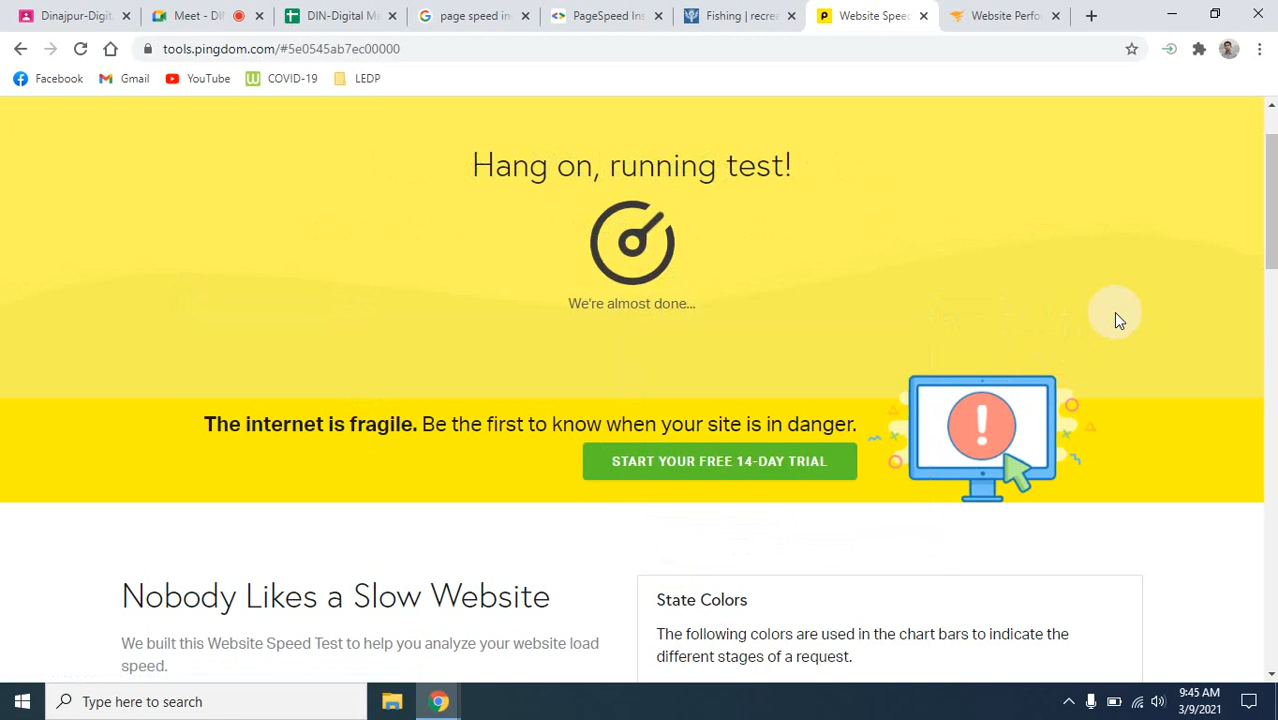 Dinajpur-Digital
Meet - DI
DIN-Digital M
page speed in
PageSpeed Ins
Fishing | recrea
Website Speed
Website Perfo
tools.pingdom.com/#5e0545ab7ec00000
Facebook
Gmail
YouTube
COVID-19
LEDP
Hang on, running test!
We're almost done...
The internet is fragile. Be the first to know when your site is in danger.
START YOUR FREE 14-DAY TRIAL
Nobody Likes a Slow Website
We built this Website Speed Test to help you analyze your website load
speed.
State Colors
The following colors are used in the chart bars to indicate the
different stages of a request.
Type here to search
9:45 AM
3/9/2021